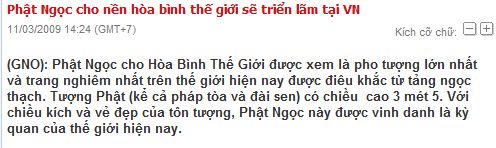 Phật Ngọc cho nền hòa bình thế giới sẽ triển lãm tại VN
11/03/2009 14:24 (GMT+7)
Kích cỡ chữ:
(GNO): Phật Ngọc cho Hòa Bình Thế Giới được xem là pho tượng lớn nhất
và trang nghiêm nhất trên thế giới hiện nay được điêu khắc từ tảng ngọc
thạch. Tượng Phật (kể cả pháp tòa và đài sen) có chiều  cao 3 mét 5. Với
chiều kích và vẻ đẹp của tôn tượng, Phật Ngọc này được vinh danh là kỳ
quan của thế giới hiện nay.